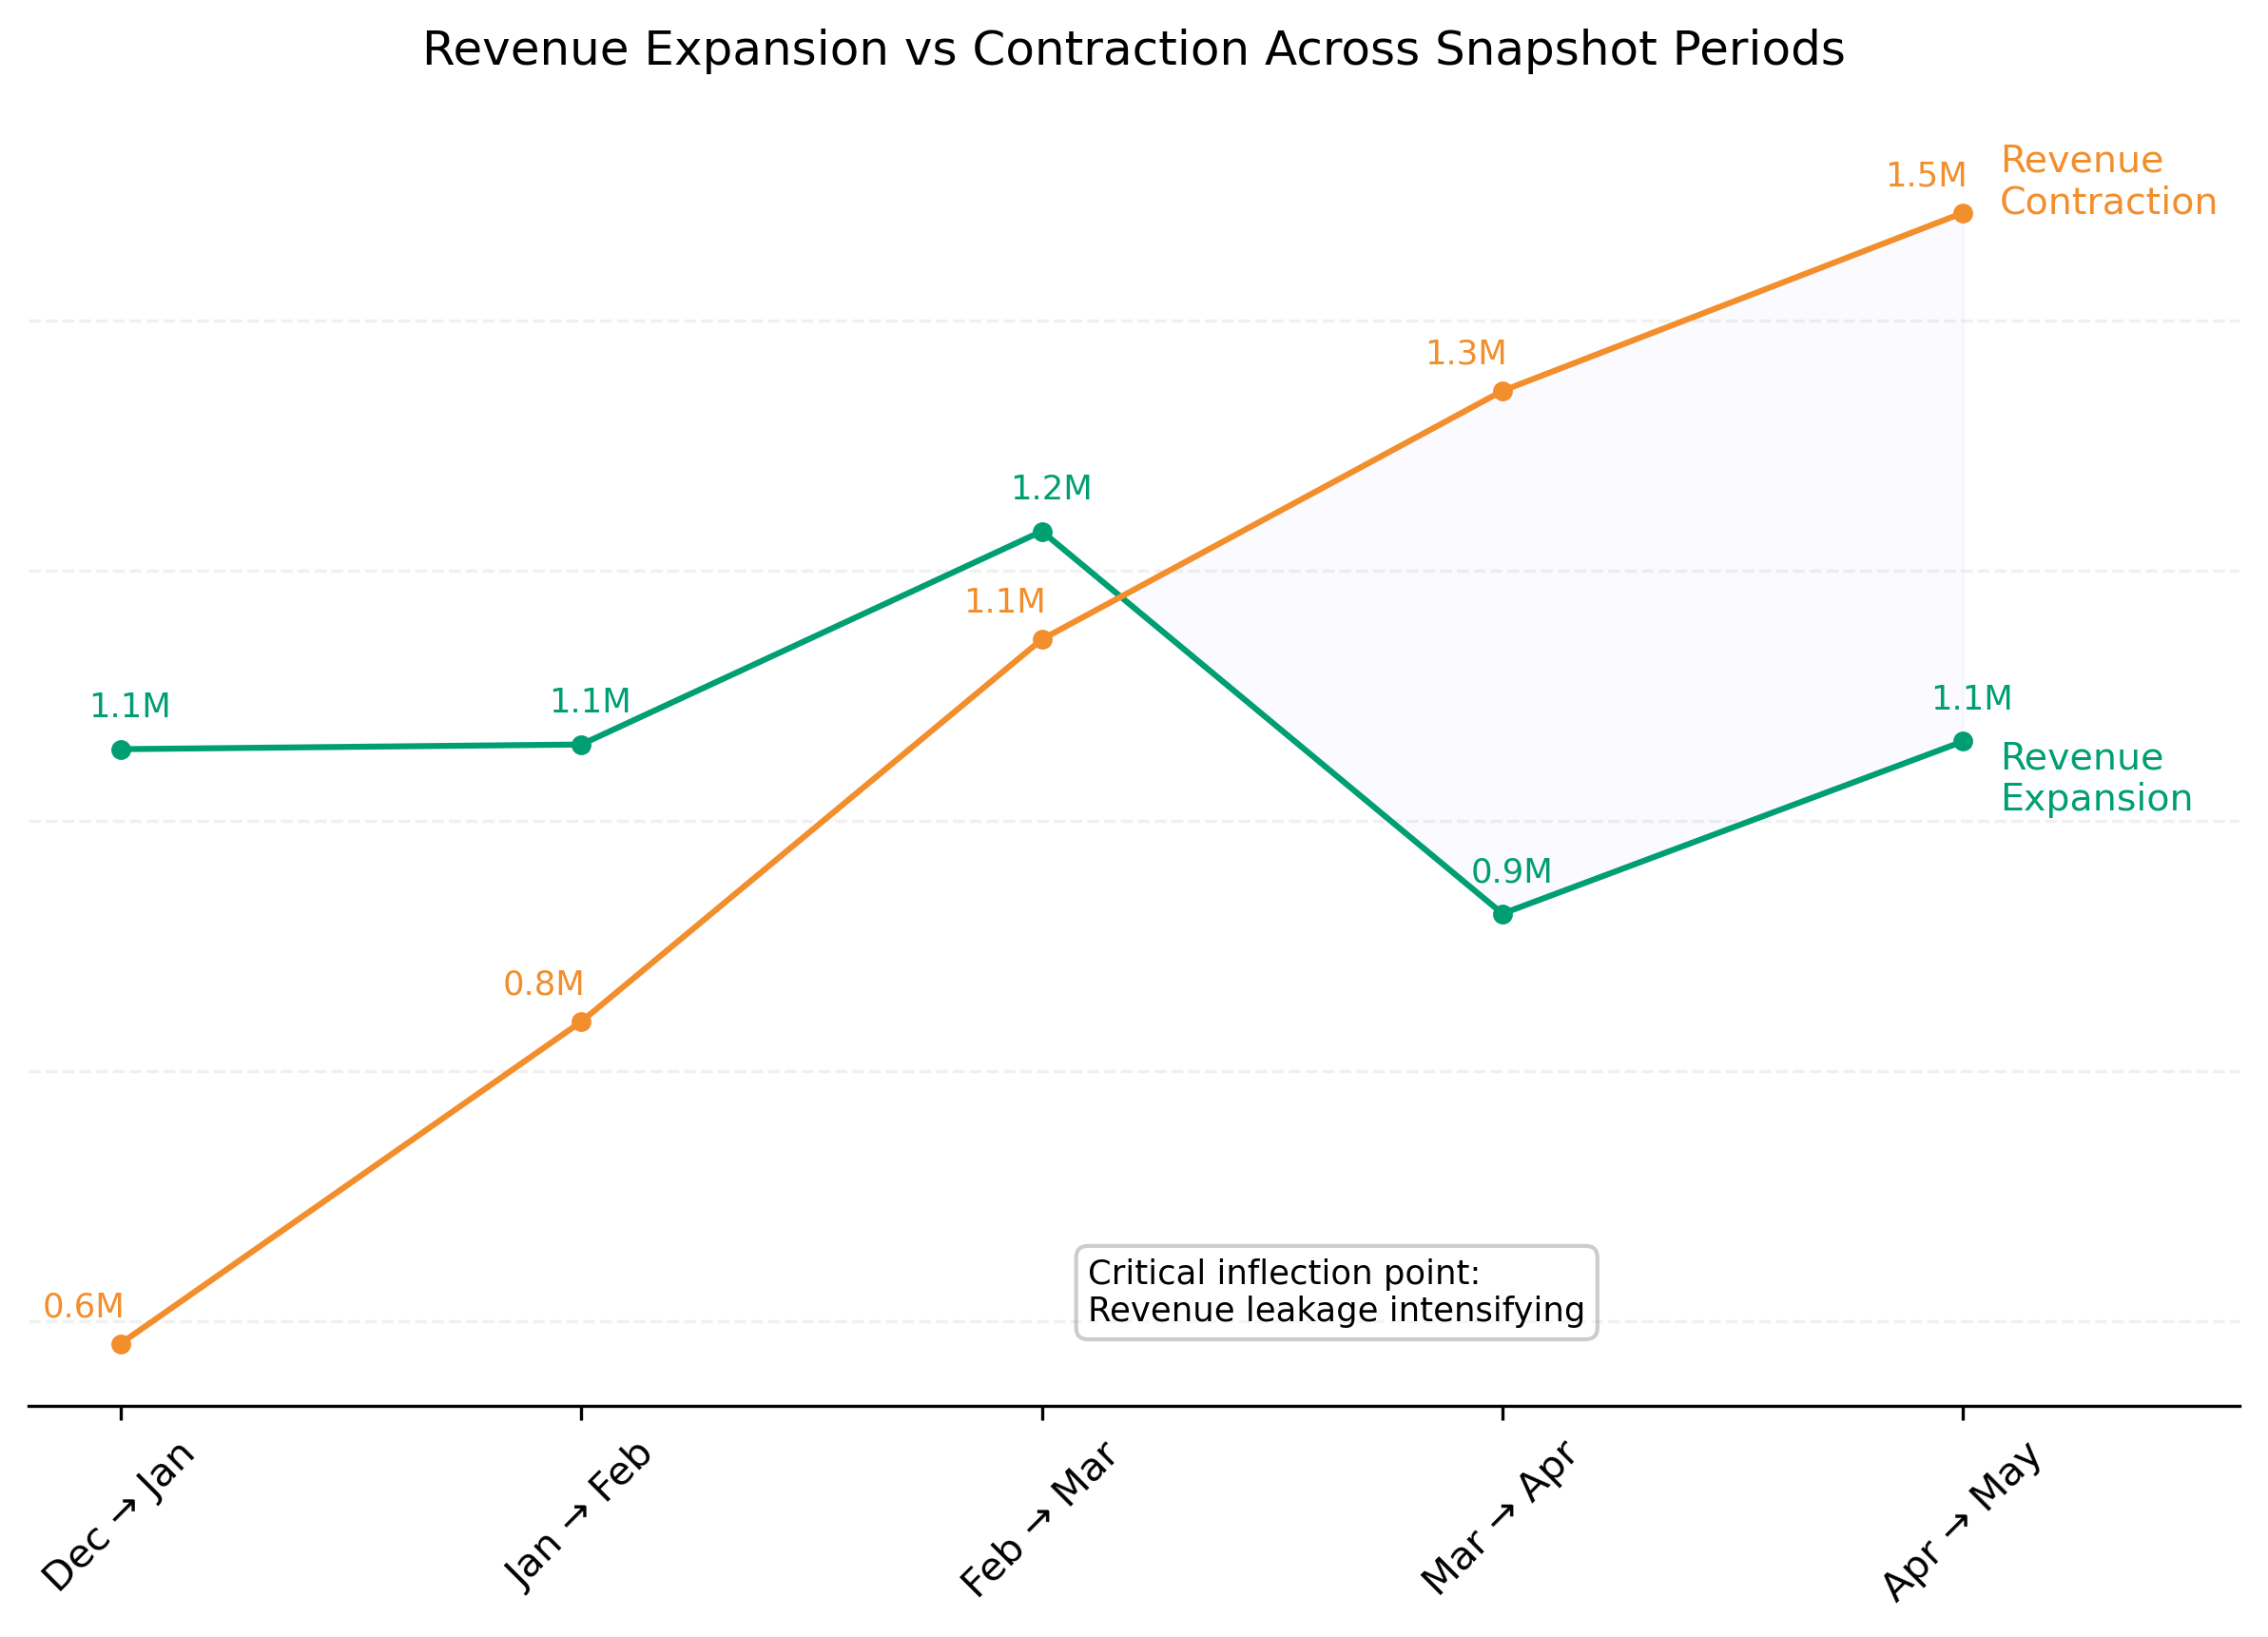 Revenue Expansion vs Contraction Across Snapshot Periods
Revenue
Contraction
1.5M
1.3M
1.2M
1.1M
1.1M
1.1M
1.1M
Revenue
Expansion
0.9M
0.8M
0.6M
Critical inflection point:
Revenue leakage intensifying
Dec → Jan
Jan → Feb
Feb → Mar
Mar → Apr
Apr → May